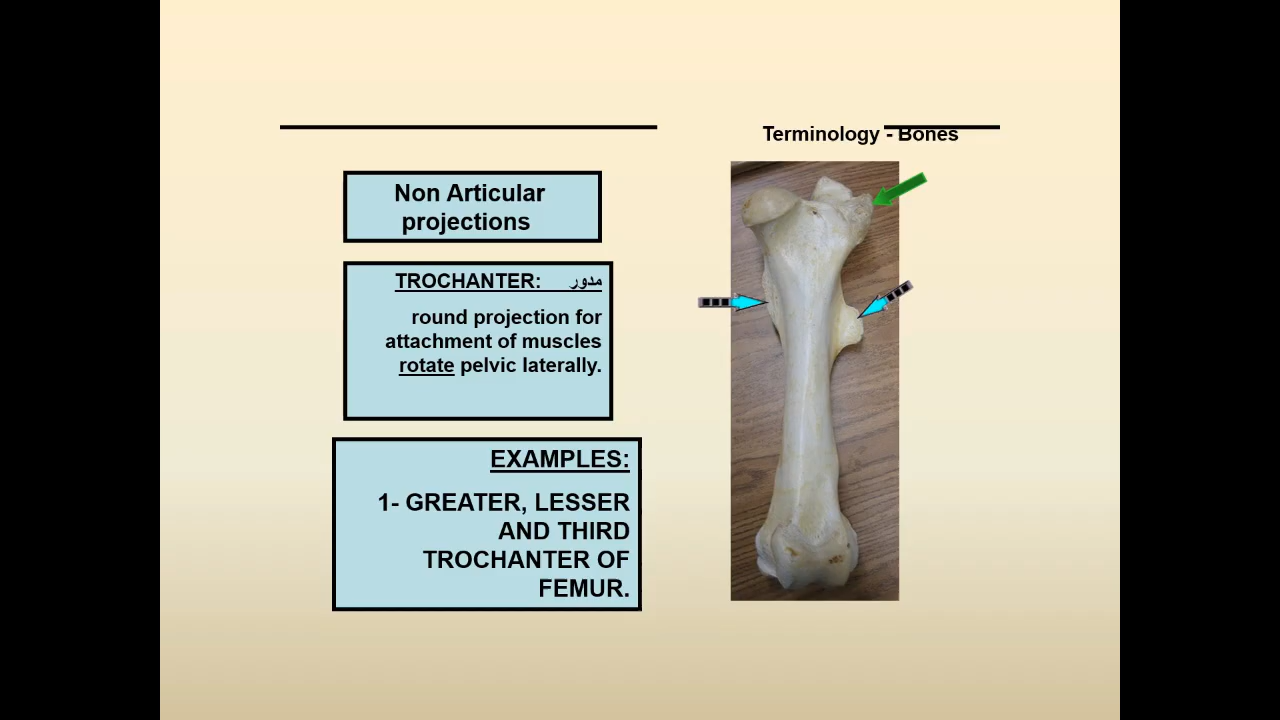 Terminology - Bones
Non Articular
projections
TROCHANTER: مدور
round projection for
attachment of muscles
rotate pelvic laterally.
EXAMPLES:
1- GREATER, LESSER
AND THIRD
TROCHANTER OF
FEMUR.